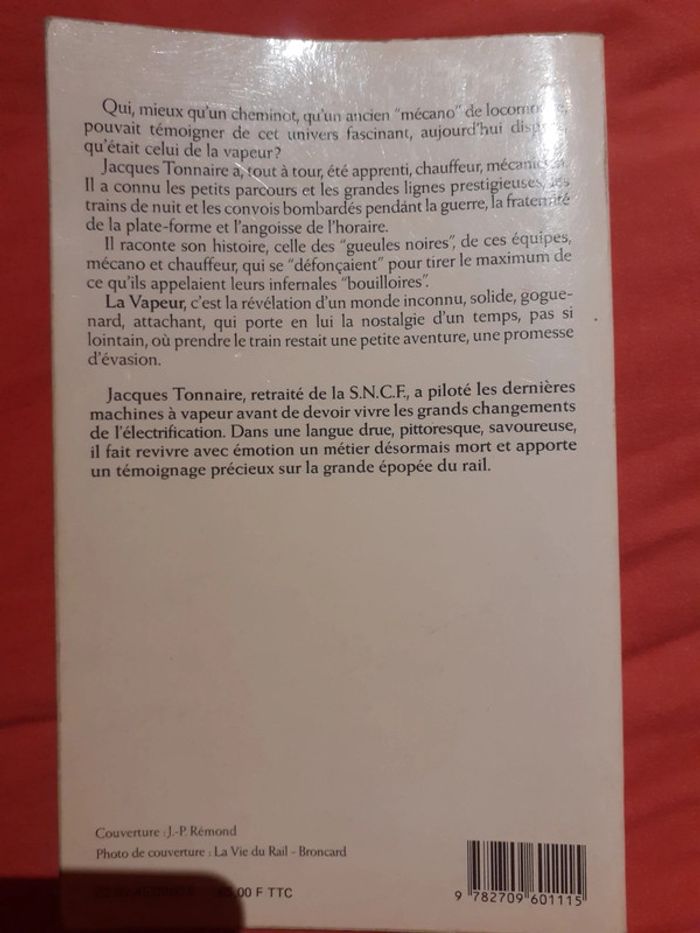 Qui, mieux qu'un cheminot, qu'un ancien "mécano" de
pouvait témoigner de cet univers fascinant, aujourd'hui
qu'était celui de la vapeur ?
Jacques Tonnaire a, tout à tour, été apprenti, chauffeur, mécanicien.
Il a connu les petits parcours et les grandes lignes prestigieuses, les
trains de nuit et les convois bombardés pendant la guerre, la fraternité
de la plate-forme et l'angoisse de l'horaire.
Il raconte son histoire, celle des "gueules noires", de ces équipes,
mécano et chauffeur, qui se "défonçaient" pour tirer le maximum de
ce qu'ils appelaient leurs infernales "bouilloires".
La Vapeur, c'est la révélation d'un monde inconnu, solide, gogue-
nard, attachant, qui porte en lui la nostalgie d'un temps, pas si
lointain, où prendre le train restait une petite aventure, une promesse
d'évasion.
Jacques Tonnaire, retraité de la S.N.C.F., a piloté les dernières
machines à vapeur avant de devoir vivre les grands changements
de l'électrification. Dans une langue drue, pittoresque, savoureuse,
il fait revivre avec émotion un métier désormais mort et apporte
un témoignage précieux sur la grande épopée du rail.
Couverture : J.-P. Rémond
Photo de couverture : La Vie du Rail - Broncard
F TTC
9 782709 601115